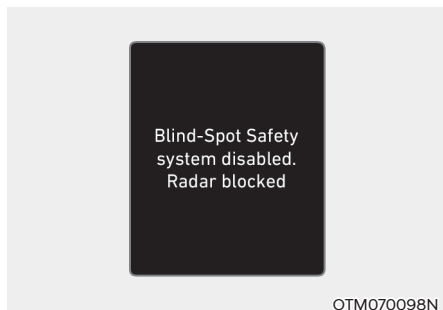 Blind-Spot Safety
system disabled.
Radar blocked
OTM070098N